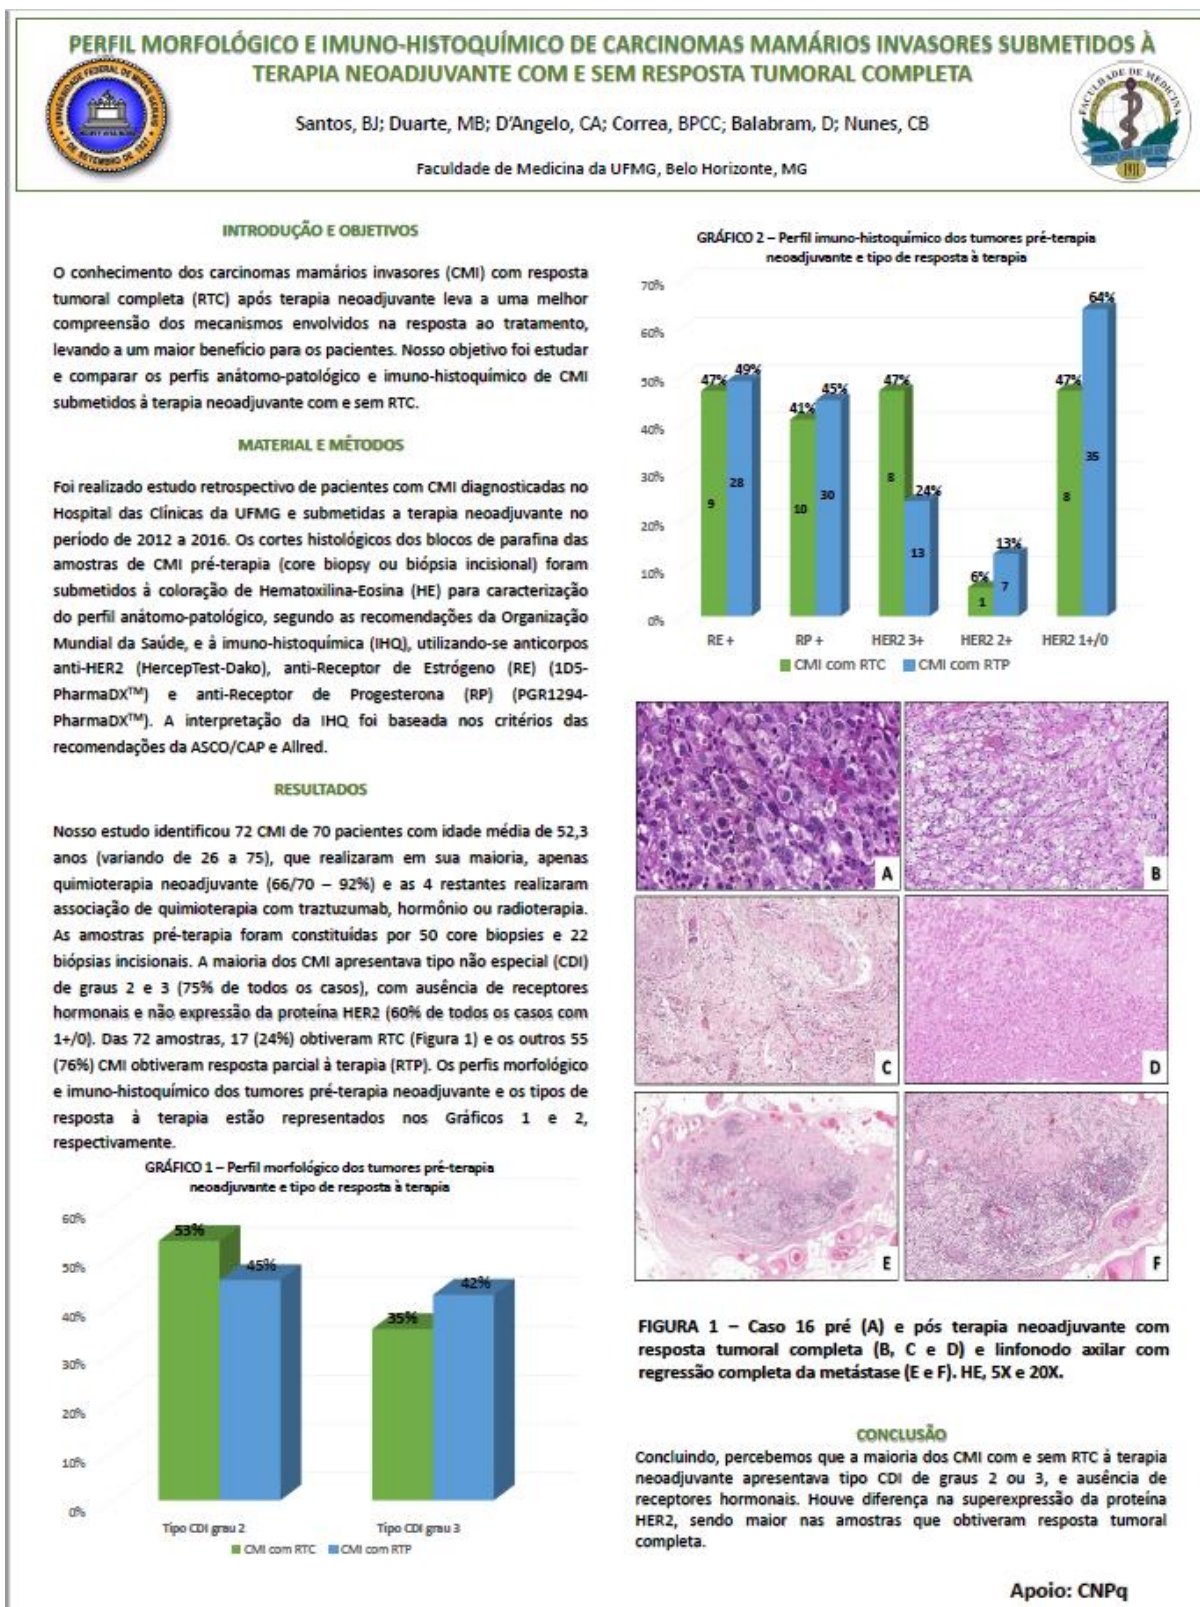 PERFIL MORFOLÓGICO E IMUNO-HISTOQUÍMICO DE CARCINOMAS MAMÁRIOS INVASORES SUBMETIDOS À
TERAPIA NEOADJUVANTE COM E SEM RESPOSTA TUMORAL COMPLETA
Santos, BJ; Duarte, MB; D'Angelo, CA; Correa, BPCC; Balabram, D; Nunes, CB
Faculdade de Medicina da UFMG, Belo Horizonte, MG
UNIVERSIDADE FEDERAL DE MINAS GERAIS
7 DE SETEMBRO DE 1927
FACULDADE DE MEDICINA
1911
INTRODUÇÃO E OBJETIVOS
O conhecimento dos carcinomas mamários invasores (CMI) com resposta
tumoral completa (RTC) após terapia neoadjuvante leva a uma melhor
compreensão dos mecanismos envolvidos na resposta ao tratamento,
levando a um maior benefício para os pacientes. Nosso objetivo foi estudar
e comparar os perfis anátomo-patológico e imuno-histoquímico de CMI
submetidos à terapia neoadjuvante com e sem RTC.
MATERIAL E MÉTODOS
Foi realizado estudo retrospectivo de pacientes com CMI diagnosticadas no
Hospital das Clínicas da UFMG e submetidas a terapia neoadjuvante no
período de 2012 a 2016. Os cortes histológicos dos blocos de parafina das
amostras de CMI pré-terapia (core biopsy ou biópsia incisional) foram
submetidos à coloração de Hematoxilina-Eosina (HE) para caracterização
do perfil anátomo-patológico, segundo as recomendações da Organização
Mundial da Saúde, e à imuno-histoquímica (IHQ), utilizando-se anticorpos
anti-HER2 (HercepTest-Dako), anti-Receptor de Estrógeno (RE) (1D5-
PharmaDX™) e anti-Receptor de Progesterona (RP) (PGR1294-
PharmaDX™). A interpretação da IHQ foi baseada nos critérios das
recomendações da ASCO/CAP e Allred.
RESULTADOS
Nosso estudo identificou 72 CMI de 70 pacientes com idade média de 52,3
anos (variando de 26 a 75), que realizaram em sua maioria, apenas
quimioterapia neoadjuvante (66/70 – 92%) e as 4 restantes realizaram
associação de quimioterapia com traztuzumab, hormônio ou radioterapia.
As amostras pré-terapia foram constituídas por 50 core biopsies e 22
biópsias incisionais. A maioria dos CMI apresentava tipo não especial (CDI)
de graus 2 e 3 (75% de todos os casos), com ausência de receptores
hormonais e não expressão da proteína HER2 (60% de todos os casos com
1+/0). Das 72 amostras, 17 (24%) obtiveram RTC (Figura 1) e os outros 55
(76%) CMI obtiveram resposta parcial à terapia (RTP). Os perfis morfológico
e imuno-histoquímico dos tumores pré-terapia neoadjuvante e os tipos de
resposta à terapia estão representados nos Gráficos 1 e 2,
respectivamente.
GRÁFICO 1 – Perfil morfológico dos tumores pré-terapia
neoadjuvante e tipo de resposta à terapia
60%
50%
40%
30%
20%
10%
0%
53%
45%
35%
42%
Tipo CDI grau 2
Tipo CDI grau 3
CMI com RTC
CMI com RTP
GRÁFICO 2 – Perfil imuno-histoquímico dos tumores pré-terapia
neoadjuvante e tipo de resposta à terapia
70%
60%
50%
40%
30%
20%
10%
0%
47%
49%
41%
45%
47%
24%
6%
13%
47%
64%
9
28
10
30
8
13
1
7
8
35
RE +
RP +
HER2 3+
HER2 2+
HER2 1+/0
CMI com RTC
CMI com RTP
A
B
C
D
E
F
FIGURA 1 – Caso 16 pré (A) e pós terapia neoadjuvante com
resposta tumoral completa (B, C e D) e linfonodo axilar com
regressão completa da metástase (E e F). HE, 5X e 20X.
CONCLUSÃO
Concluindo, percebemos que a maioria dos CMI com e sem RTC à terapia
neoadjuvante apresentava tipo CDI de graus 2 ou 3, e ausência de
receptores hormonais. Houve diferença na superexpressão da proteína
HER2, sendo maior nas amostras que obtiveram resposta tumoral
completa.
Apoio: CNPq